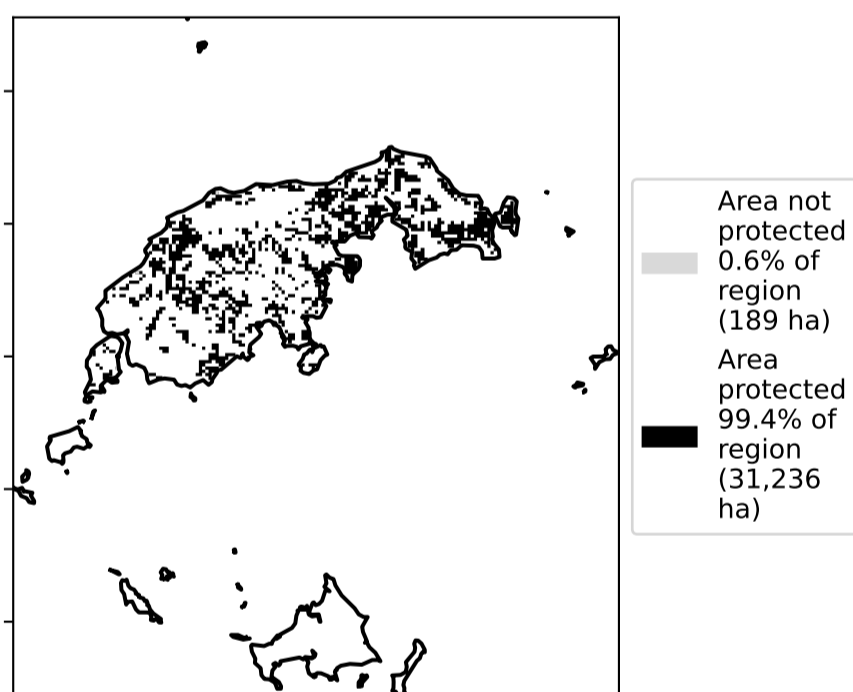 Area not
protected
0.6% of
region
(189 ha)
Area
protected
99.4% of
region
(31,236
ha)